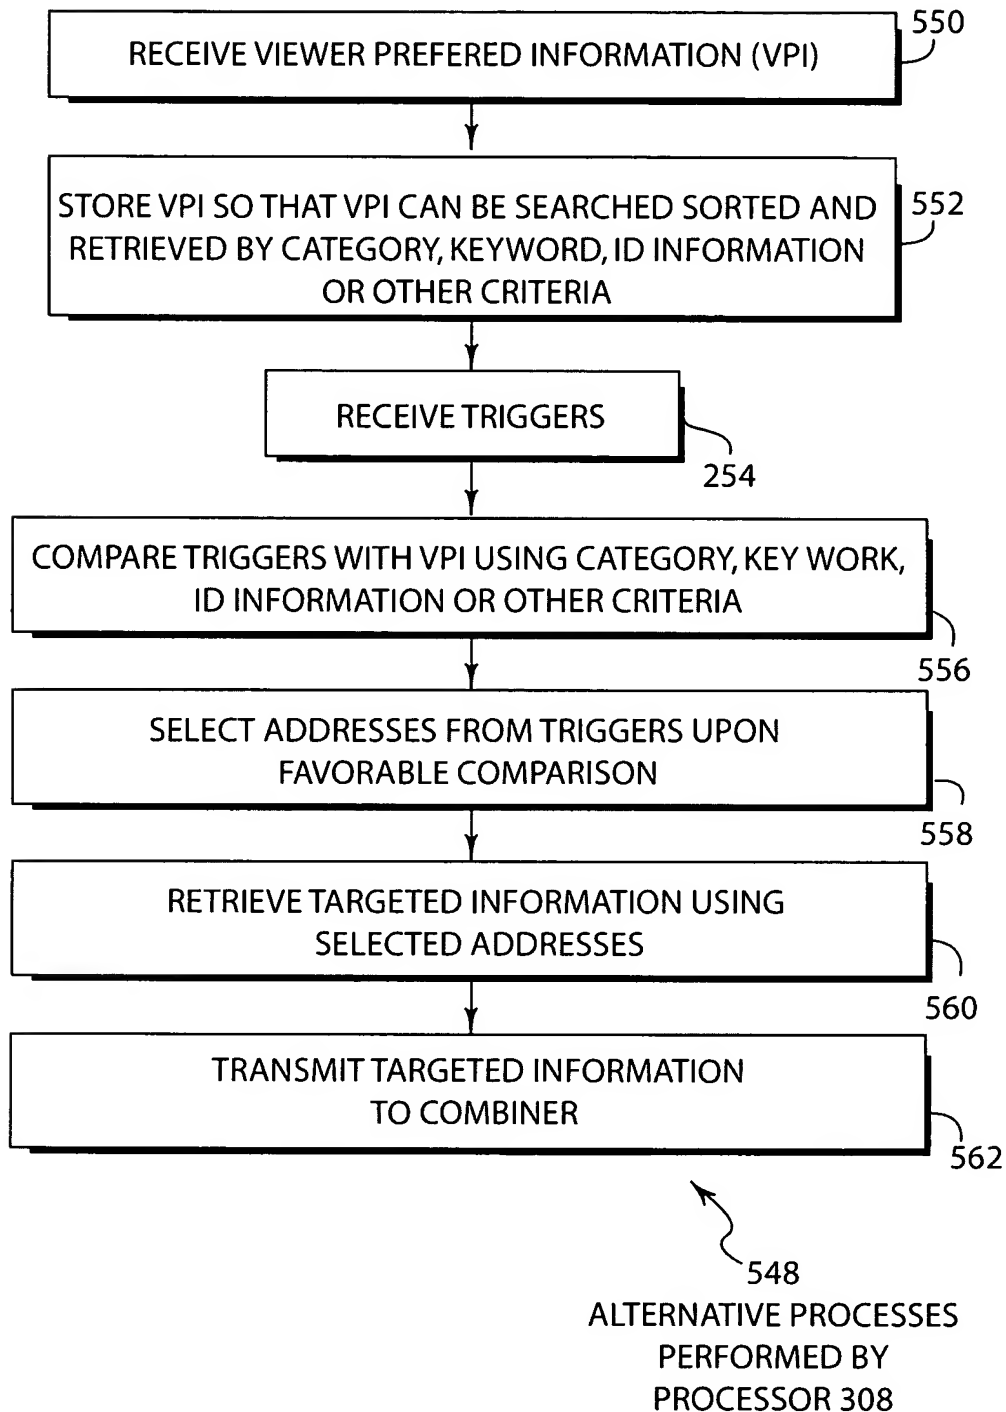 RECEIVE VIEWER PREFERED INFORMATION (VPI)
550
STORE VPI SO THAT VPI CAN BE SEARCHED SORTED AND
RETRIEVED BY CATEGORY, KEYWORD, ID INFORMATION
OR OTHER CRITERIA
552
RECEIVE TRIGGERS
254
COMPARE TRIGGERS WITH VPI USING CATEGORY, KEY WORK,
ID INFORMATION OR OTHER CRITERIA
556
SELECT ADDRESSES FROM TRIGGERS UPON
FAVORABLE COMPARISON
558
RETRIEVE TARGETED INFORMATION USING
SELECTED ADDRESSES
560
TRANSMIT TARGETED INFORMATION
TO COMBINER
562
548
ALTERNATIVE PROCESSES
PERFORMED BY
PROCESSOR 308